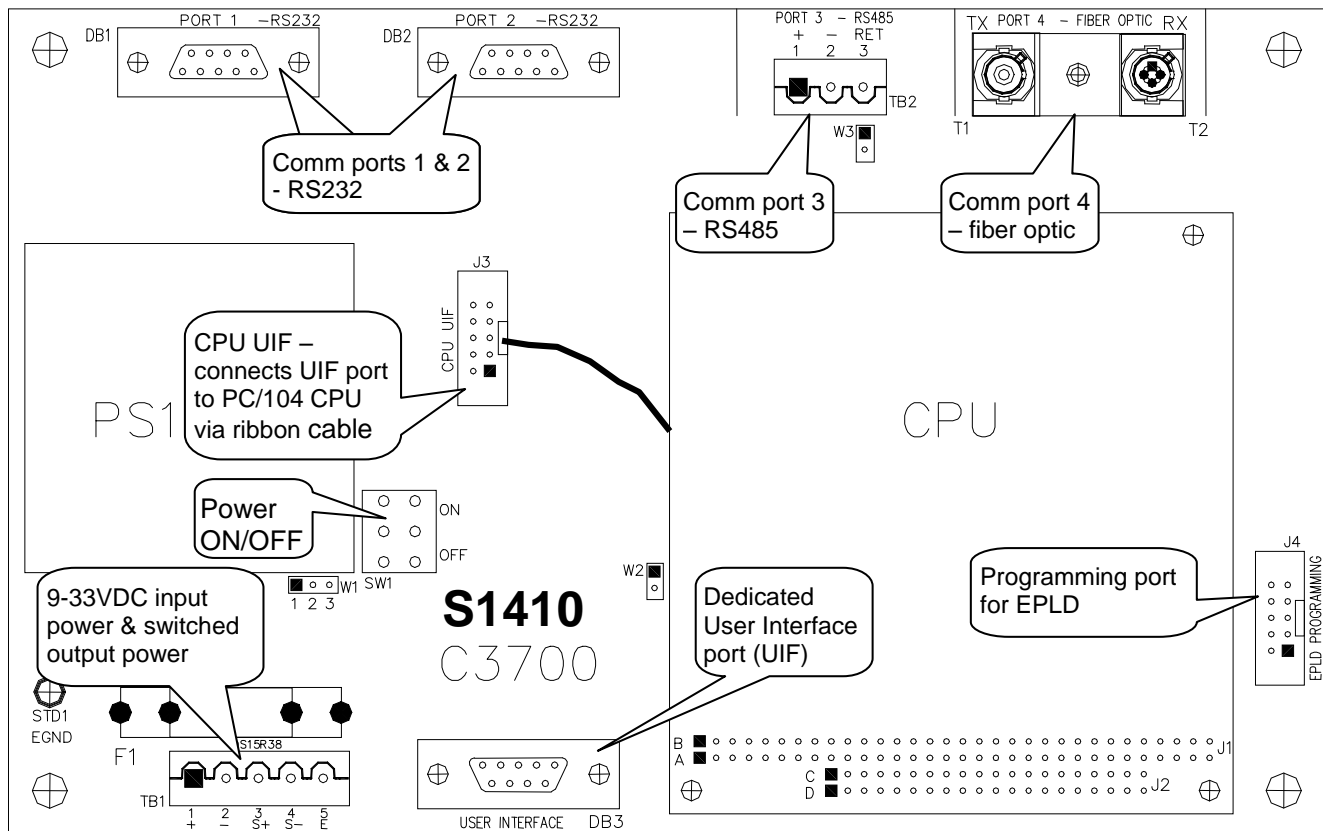 PORT 1 –RS232
DB1
PORT 2 –RS232
DB2
PORT 3 – RS485
+ – RET
1 2 3
TB2
W3
TX PORT 4 – FIBER OPTIC RX
T1
T2
Comm ports 1 & 2
- RS232
Comm port 3
– RS485
Comm port 4
– fiber optic
J3
CPU UIF
CPU UIF –
connects UIF port
to PC/104 CPU
via ribbon cable
PS1
CPU
Power
ON/OFF
ON
OFF
SW1
W1
1 2 3
W2
9-33VDC input
power & switched
output power
S1410
C3700
Dedicated
User Interface
port (UIF)
Programming port
for EPLD
J4
EPLD PROGRAMMING
STD1
EGND
F1
S15R38
TB1
1 2 3 4 5
+ – S+ S– E
USER INTERFACE DB3
B
A
J1
C
D
J2